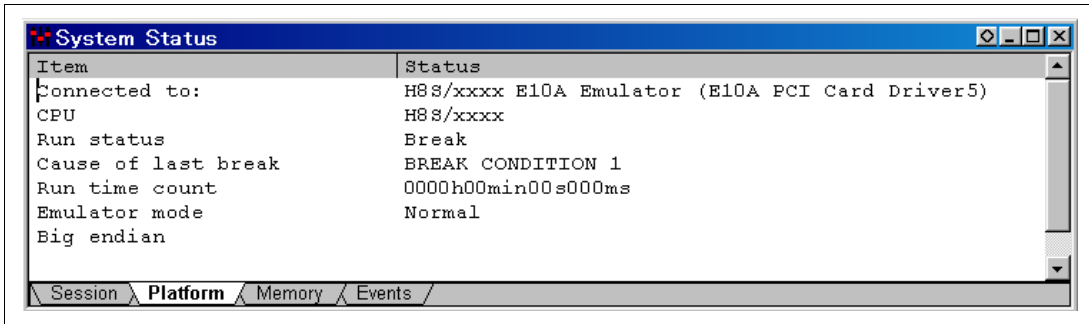 System Status
Item Status
Connected to: H8S/xxxx E10A Emulator (E10A PCI Card Driver5)
CPU H8S/xxxx
Run status Break
Cause of last break BREAK CONDITION 1
Run time count 0000h00min00s000ms
Emulator mode Normal
Big endian
Session Platform Memory Events